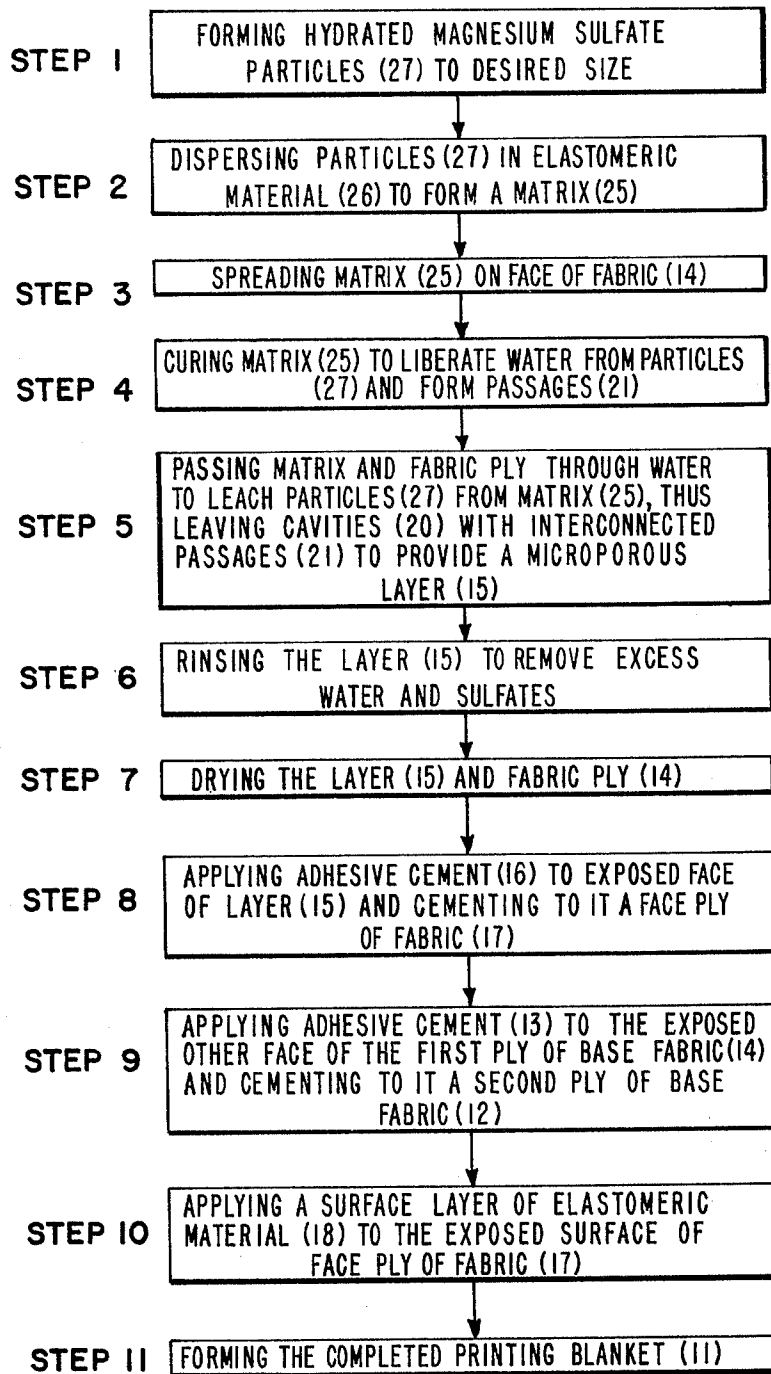 STEP 1
FORMING HYDRATED MAGNESIUM SULFATE
PARTICLES (27) TO DESIRED SIZE
STEP 2
DISPERSING PARTICLES (27) IN ELASTOMERIC
MATERIAL (26) TO FORM A MATRIX (25)
STEP 3
SPREADING MATRIX (25) ON FACE OF FABRIC (14)
STEP 4
CURING MATRIX (25) TO LIBERATE WATER FROM PARTICLES
(27) AND FORM PASSAGES (21)
STEP 5
PASSING MATRIX AND FABRIC PLY THROUGH WATER
TO LEACH PARTICLES (27) FROM MATRIX (25), THUS
LEAVING CAVITIES (20) WITH INTERCONNECTED
PASSAGES (21) TO PROVIDE A MICROPOROUS
LAYER (15)
STEP 6
RINSING THE LAYER (15) TO REMOVE EXCESS
WATER AND SULFATES
STEP 7
DRYING THE LAYER (15) AND FABRIC PLY (14)
STEP 8
APPLYING ADHESIVE CEMENT (16) TO EXPOSED FACE
OF LAYER (15) AND CEMENTING TO IT A FACE PLY
OF FABRIC (17)
STEP 9
APPLYING ADHESIVE CEMENT (13) TO THE EXPOSED
OTHER FACE OF THE FIRST PLY OF BASE FABRIC (14)
AND CEMENTING TO IT A SECOND PLY OF BASE
FABRIC (12)
STEP 10
APPLYING A SURFACE LAYER OF ELASTOMERIC
MATERIAL (18) TO THE EXPOSED SURFACE OF
FACE PLY OF FABRIC (17)
STEP 11
FORMING THE COMPLETED PRINTING BLANKET (11)